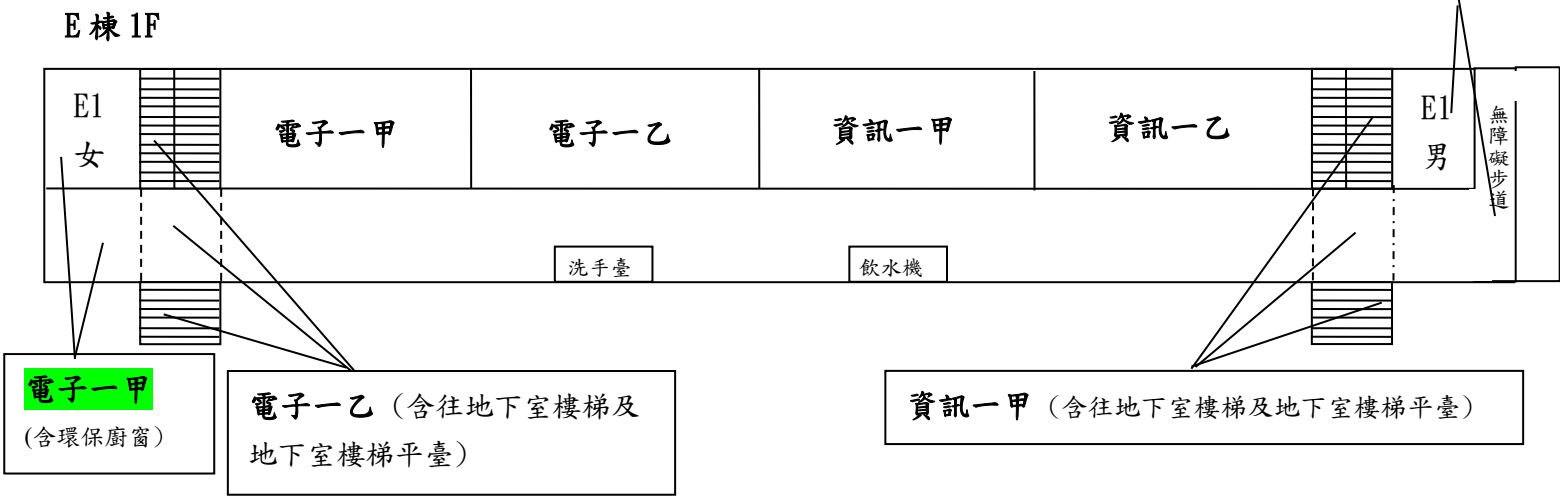 E 棟 1F
E1
女
電子一甲
電子一乙
資訊一甲
資訊一乙
E1
男
無障礙步道
洗手臺
飲水機
電子一甲
(含環保廚窗）
電子一乙（含往地下室樓梯及
地下室樓梯平臺）
資訊一甲（含往地下室樓梯及地下室樓梯平臺）